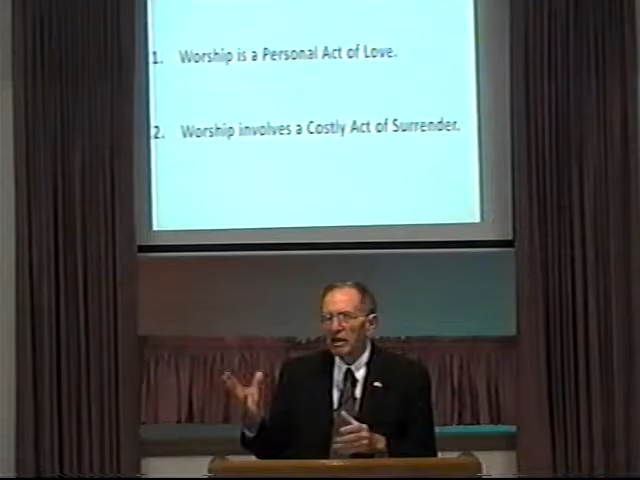 1. Worship is a Personal Act of Love.
2. Worship involves a Costly Act of Surrender.